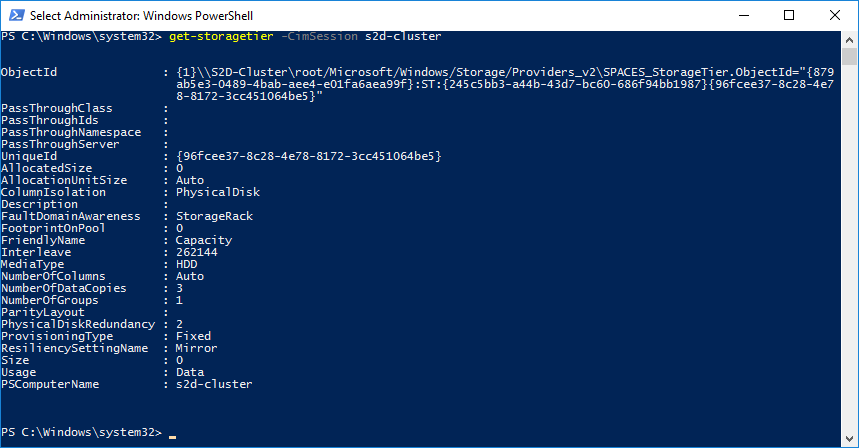 Select Administrator: Windows PowerShell
PS C:\Windows\system32> get-storagetier -CimSession s2d-cluster
ObjectId : {1}\\S2D-Cluster\root/Microsoft/Windows/Storage/Providers_v2\SPACES_StorageTier.ObjectId="{879
ab5e3-0489-4bab-aee4-e01fa6aea99f}:ST:{245c5bb3-a44b-43d7-bc60-686f94bb1987}{96fcee37-8c28-4e7
8-8172-3cc451064be5}"
PassThroughClass :
PassThroughIds :
PassThroughNamespace :
PassThroughServer :
UniqueId : {96fcee37-8c28-4e78-8172-3cc451064be5}
AllocatedSize : 0
AllocationUnitSize : Auto
ColumnIsolation : PhysicalDisk
Description :
FaultDomainAwareness : StorageRack
FootprintOnPool : 0
FriendlyName : Capacity
Interleave : 262144
MediaType : HDD
NumberOfColumns : Auto
NumberOfDataCopies : 3
NumberOfGroups : 1
ParityLayout :
PhysicalDiskRedundancy : 2
ProvisioningType : Fixed
ResiliencySettingName : Mirror
Size : 0
Usage : Data
PSComputerName : s2d-cluster
PS C:\Windows\system32> _